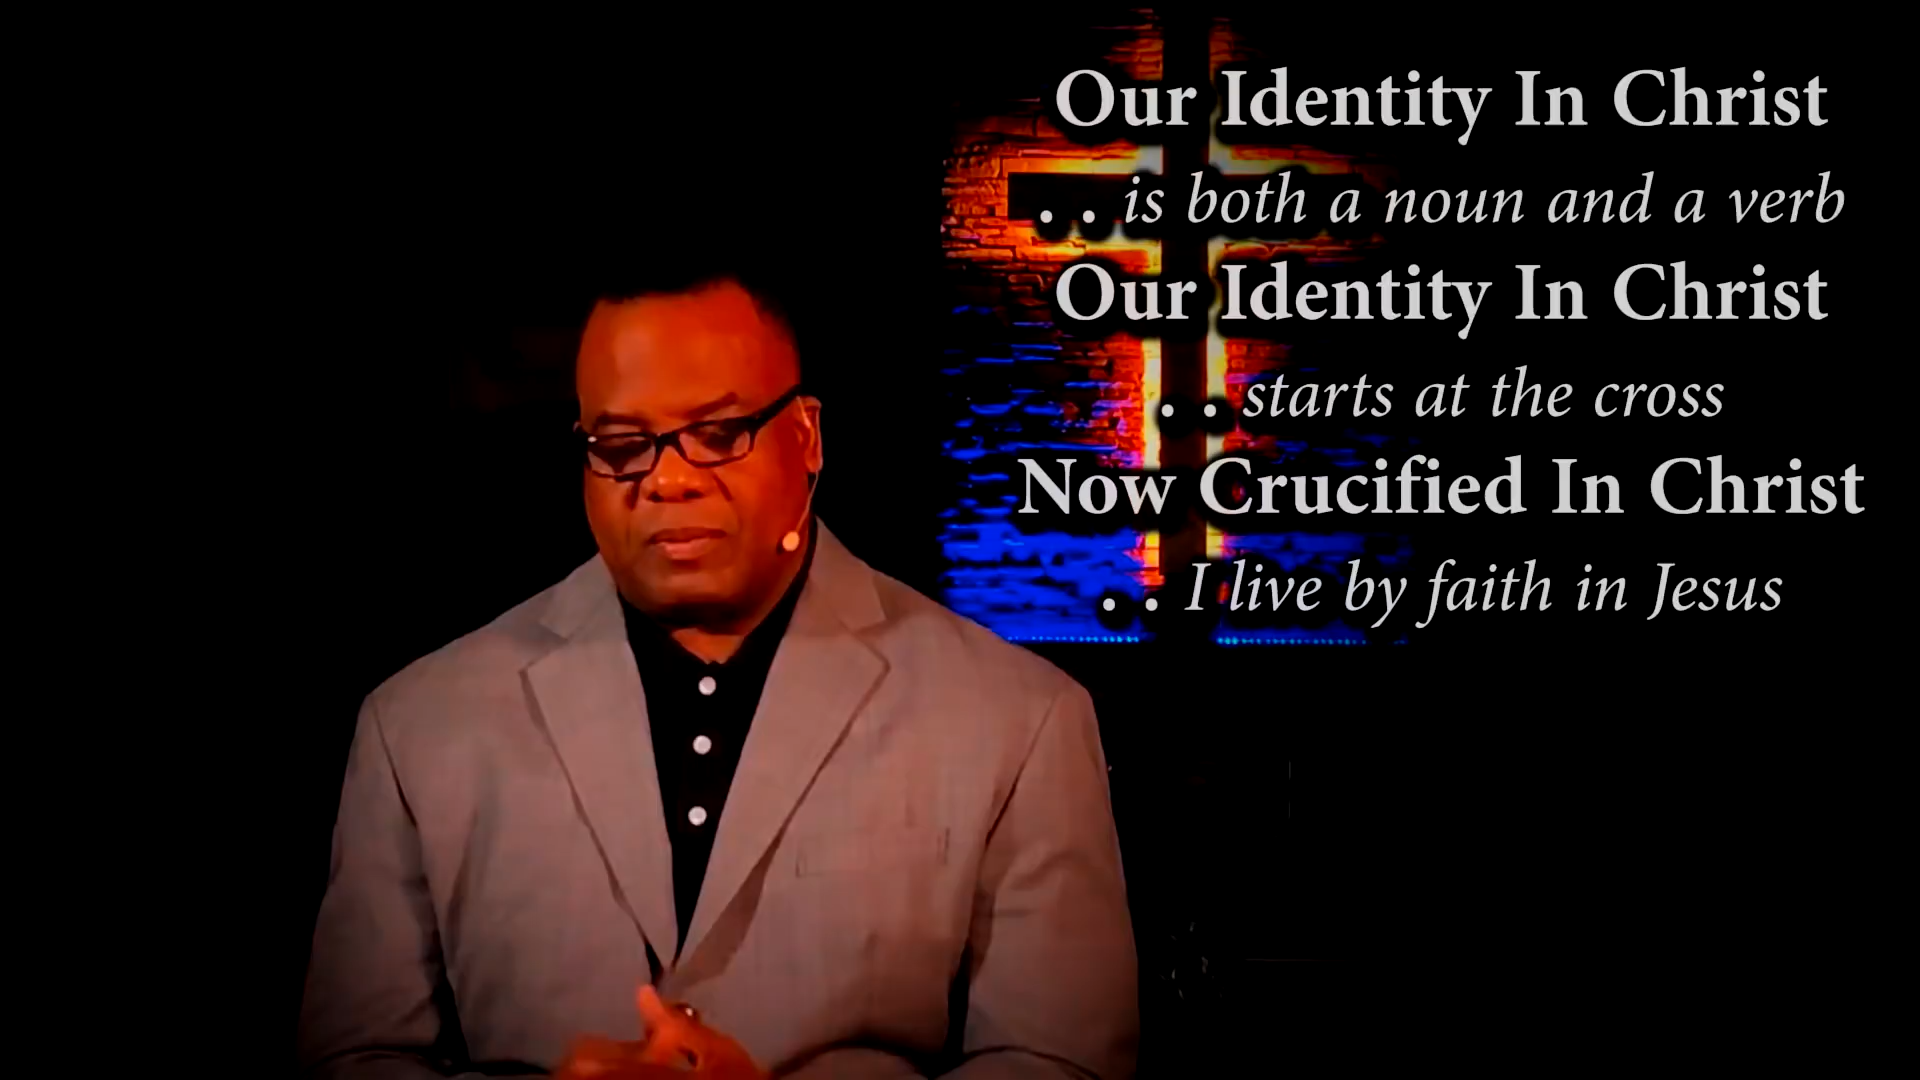 Our Identity In Christ
. . is both a noun and a verb
Our Identity In Christ
. . starts at the cross
Now Crucified In Christ
. . I live by faith in Jesus